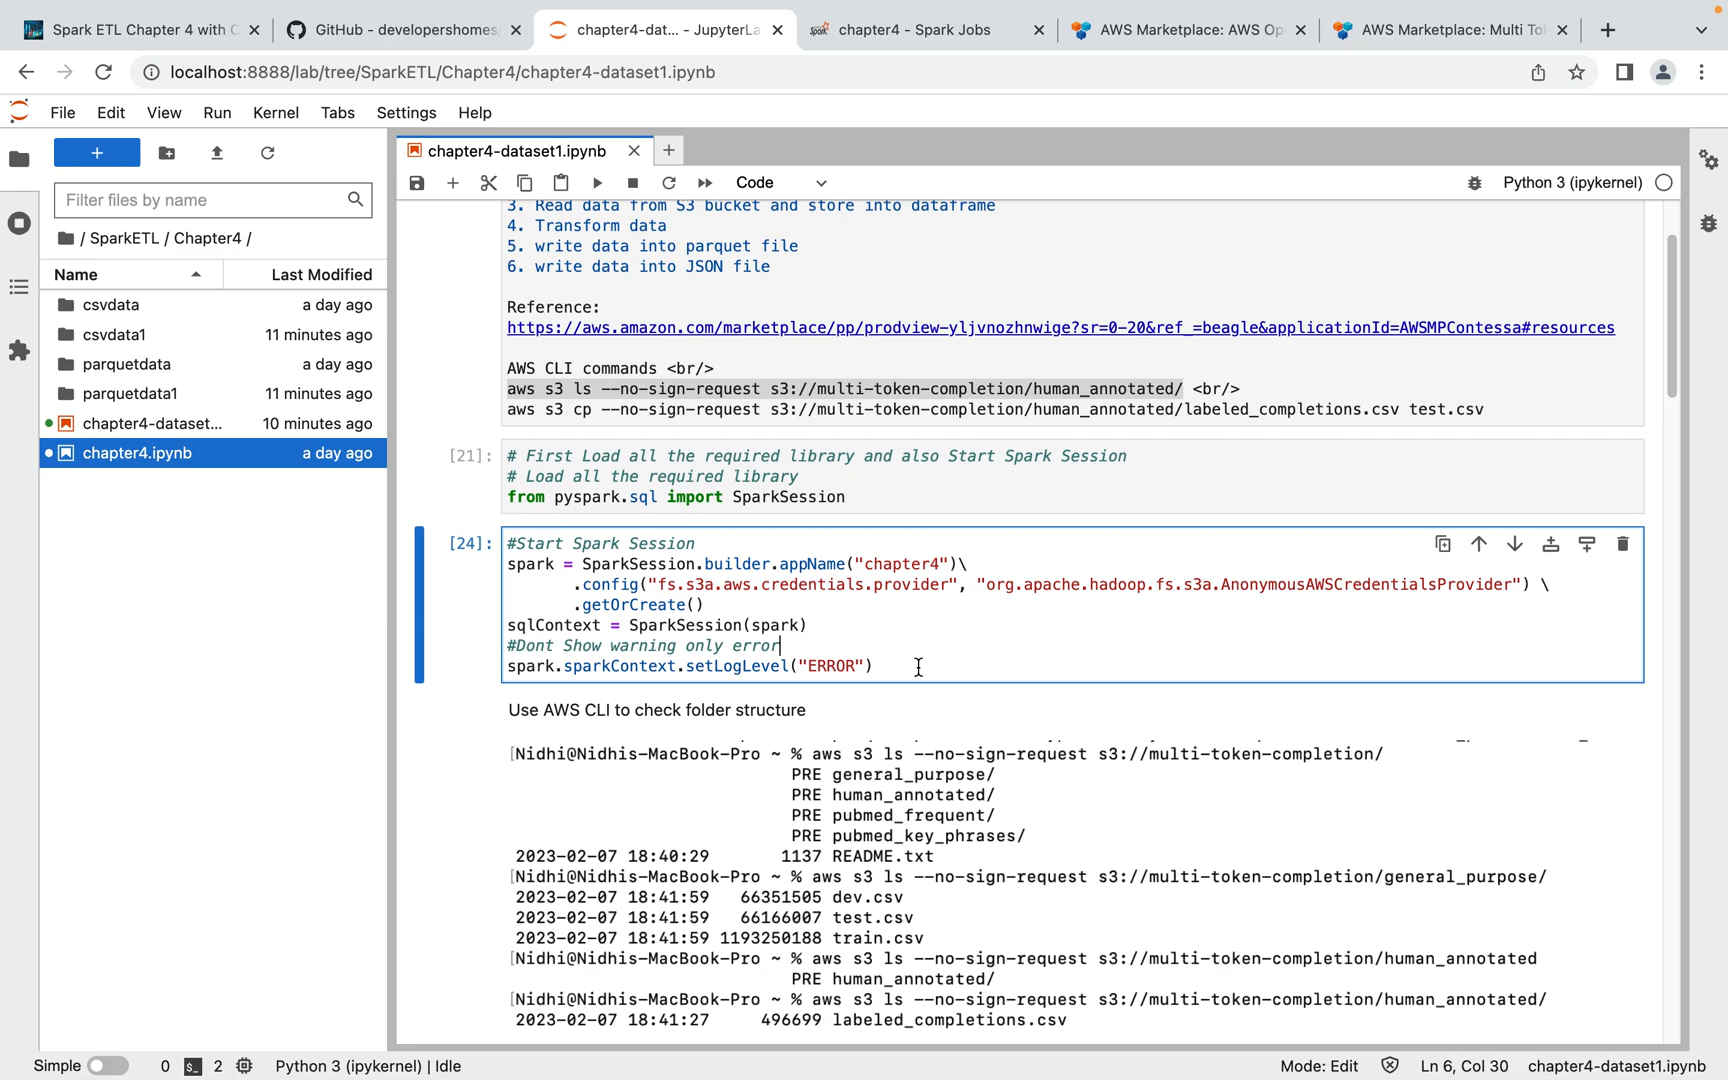 Spark ETL Chapter 4 with C
GitHub - developershomes
chapter4-dat... - JupyterLa
chapter4 - Spark Jobs
AWS Marketplace: AWS Op
AWS Marketplace: Multi To
localhost:8888/lab/tree/SparkETL/Chapter4/chapter4-dataset1.ipynb
File Edit View Run Kernel Tabs Settings Help
chapter4-dataset1.ipynb
Code
Python 3 (ipykernel)
Filter files by name
/ SparkETL / Chapter4 /
Name Last Modified
csvdata a day ago
csvdata1 11 minutes ago
parquetdata a day ago
parquetdata1 11 minutes ago
chapter4-dataset... 10 minutes ago
chapter4.ipynb a day ago
3. Read data from S3 bucket and store into dataframe
4. Transform data
5. write data into parquet file
6. write data into JSON file
Reference:
https://aws.amazon.com/marketplace/pp/prodview-yljvnozhnwige?sr=0-20&ref_=beagle&applicationId=AWSMPContessa#resources
AWS CLI commands <br/>
aws s3 ls --no-sign-request s3://multi-token-completion/human_annotated/ <br/>
aws s3 cp --no-sign-request s3://multi-token-completion/human_annotated/labeled_completions.csv test.csv
[21]: # First Load all the required library and also Start Spark Session
# Load all the required library
from pyspark.sql import SparkSession
[24]: #Start Spark Session
spark = SparkSession.builder.appName("chapter4")\
.config("fs.s3a.aws.credentials.provider", "org.apache.hadoop.fs.s3a.AnonymousAWSCredentialsProvider") \
.getOrCreate()
sqlContext = SparkSession(spark)
#Dont Show warning only error
spark.sparkContext.setLogLevel("ERROR")
Use AWS CLI to check folder structure
[Nidhi@Nidhis-MacBook-Pro ~ % aws s3 ls --no-sign-request s3://multi-token-completion/
PRE general_purpose/
PRE human_annotated/
PRE pubmed_frequent/
PRE pubmed_key_phrases/
2023-02-07 18:40:29 1137 README.txt
[Nidhi@Nidhis-MacBook-Pro ~ % aws s3 ls --no-sign-request s3://multi-token-completion/general_purpose/
2023-02-07 18:41:59 66351505 dev.csv
2023-02-07 18:41:59 66166007 test.csv
2023-02-07 18:41:59 1193250188 train.csv
[Nidhi@Nidhis-MacBook-Pro ~ % aws s3 ls --no-sign-request s3://multi-token-completion/human_annotated
PRE human_annotated/
[Nidhi@Nidhis-MacBook-Pro ~ % aws s3 ls --no-sign-request s3://multi-token-completion/human_annotated/
2023-02-07 18:41:27 496699 labeled_completions.csv
Simple 0 2 Python 3 (ipykernel) | Idle
Mode: Edit Ln 6, Col 30 chapter4-dataset1.ipynb